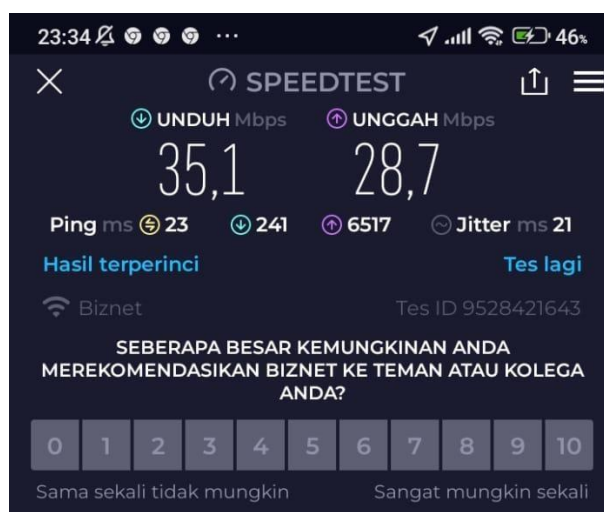 23:34 ... 46%
SPEEDTEST
UNDUH Mbps UNGGAH Mbps
35,1 28,7
Ping ms 23 241 6517 Jitter ms 21
Hasil terperinci Tes lagi
Biznet Tes ID 9528421643
SEBERAPA BESAR KEMUNGKINAN ANDA
MEREKOMENDASIKAN BIZNET KE TEMAN ATAU KOLEGA
ANDA?
0 1 2 3 4 5 6 7 8 9 10
Sama sekali tidak mungkin Sangat mungkin sekali